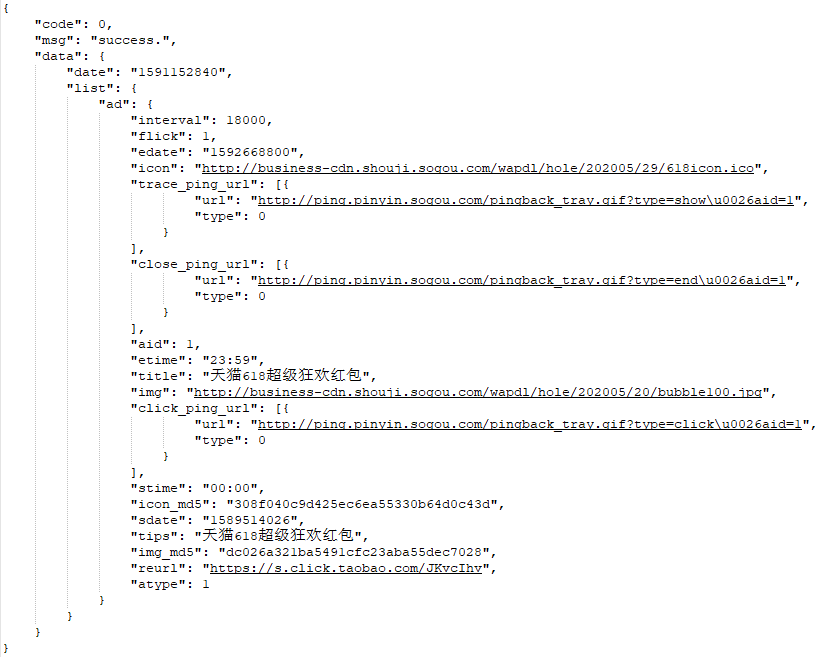 {
"code": 0,
"msg": "success.",
"data": {
"date": "1591152840",
"list": {
"ad": {
"interval": 18000,
"flick": 1,
"edate": "1592668800",
"icon": "http://business-cdn.shouji.sogou.com/wapdl/hole/202005/29/618icon.ico",
"trace_ping_url": [{
"url": "http://ping.pinyin.sogou.com/pingback_tray.gif?type=show\u0026aid=1",
"type": 0
}
],
"close_ping_url": [{
"url": "http://ping.pinyin.sogou.com/pingback_tray.gif?type=end\u0026aid=1",
"type": 0
}
],
"aid": 1,
"etime": "23:59",
"title": "天猫618超级狂欢红包",
"img": "http://business-cdn.shouji.sogou.com/wapdl/hole/202005/20/bubble100.jpg",
"click_ping_url": [{
"url": "http://ping.pinyin.sogou.com/pingback_tray.gif?type=click\u0026aid=1",
"type": 0
}
],
"stime": "00:00",
"icon_md5": "308f040c9d425ec6ea55330b64d0c43d",
"sdate": "1589514026",
"tips": "天猫618超级狂欢红包",
"img_md5": "dc026a321ba5491cfc23aba55dec7028",
"reurl": "https://s.click.taobao.com/JKvcIhv",
"atype": 1
}
}
}
}